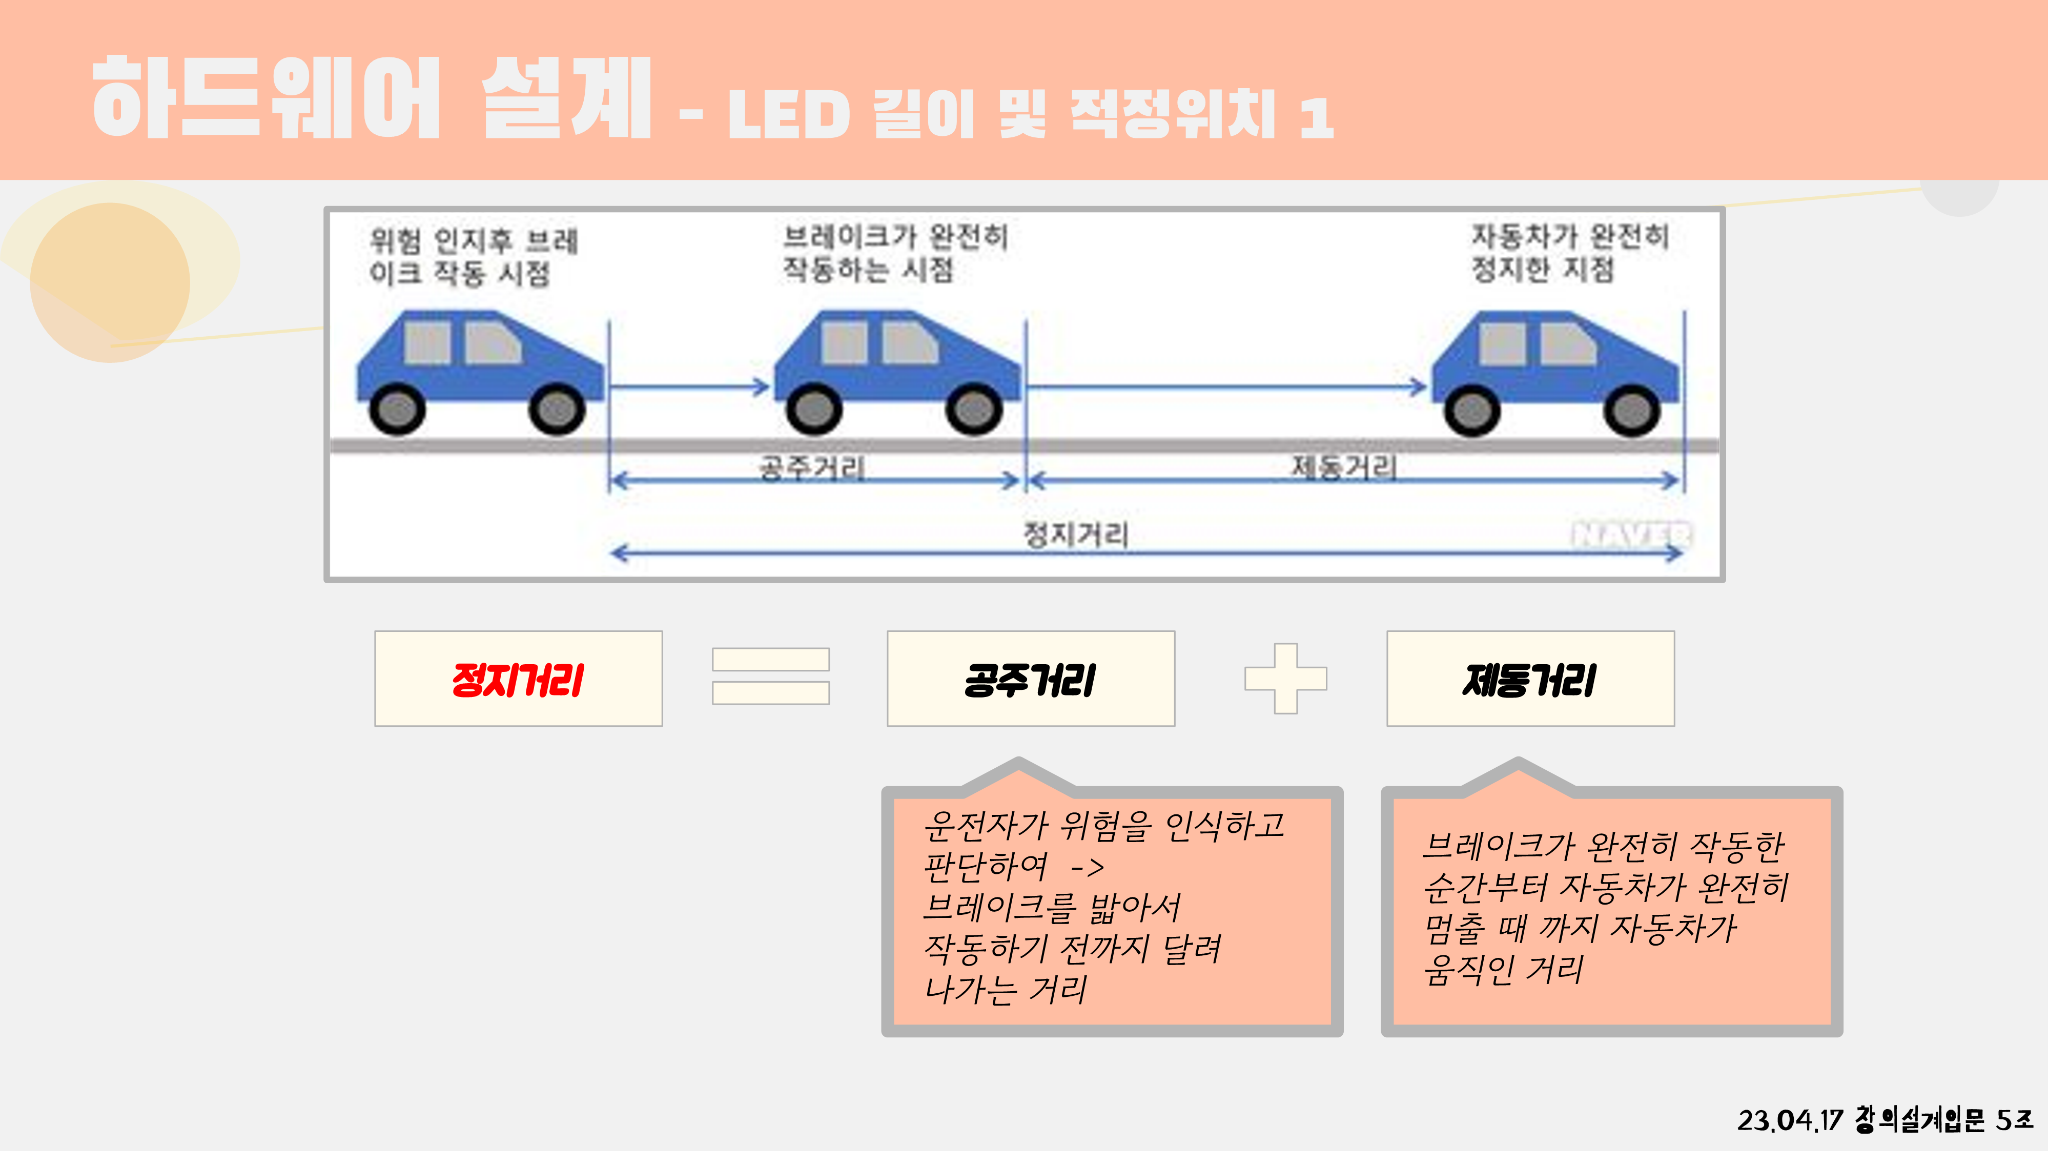 하드웨어 설계 - LED 길이 및 적정위치 1
위험 인지후 브레
이크 작동 시점
브레이크가 완전히
작동하는 시점
자동차가 완전히
정지한 지점
공주거리
제동거리
정지거리
NAVER
정지거리
공주거리
제동거리
운전자가 위험을 인식하고
판단하여 ->
브레이크를 밟아서
작동하기 전까지 달려
나가는 거리
브레이크가 완전히 작동한
순간부터 자동차가 완전히
멈출 때 까지 자동차가
움직인 거리
23.04.17 창의설계입문 5조